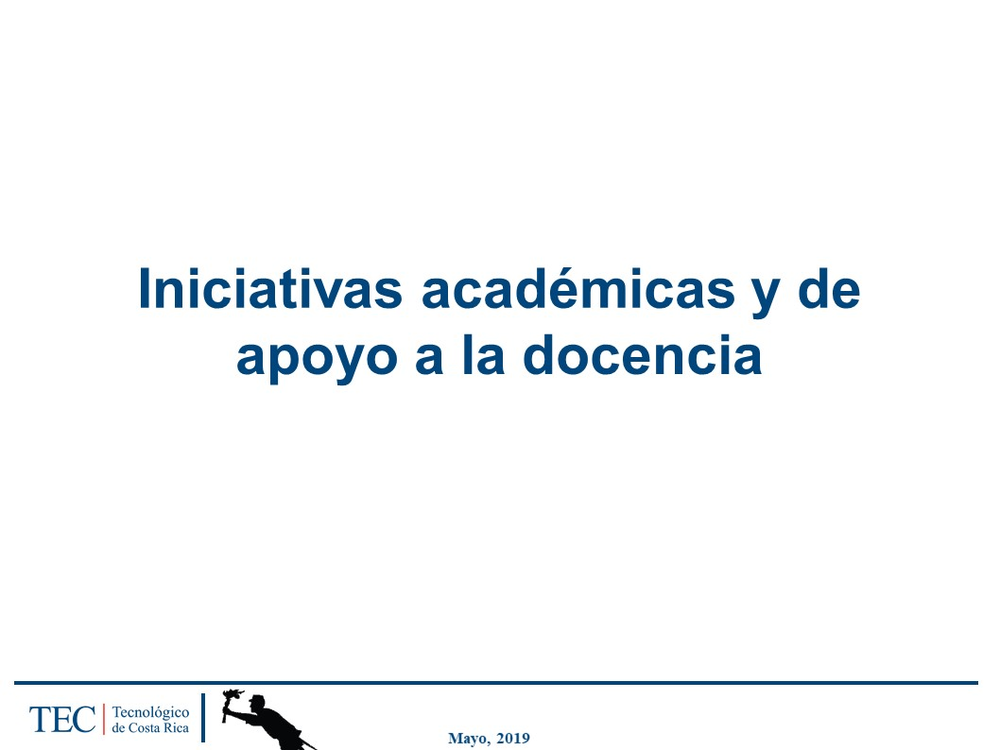 Iniciativas académicas y de
apoyo a la docencia
TEC
Tecnológico
de Costa Rica
Mayo, 2019